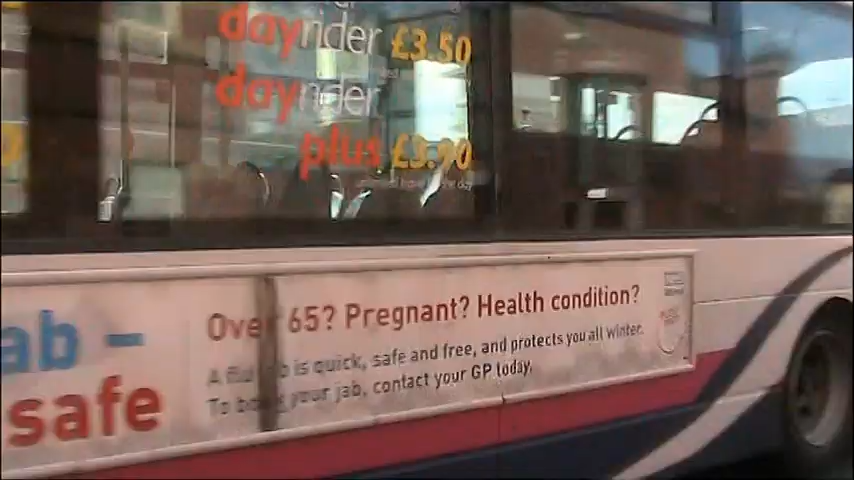 dayrider £3.50
dayrider
plus £3.90
ab –
safe
Over 65? Pregnant? Health condition?
A flu jab is quick, safe and free, and protects you all winter.
To book your jab, contact your GP today.